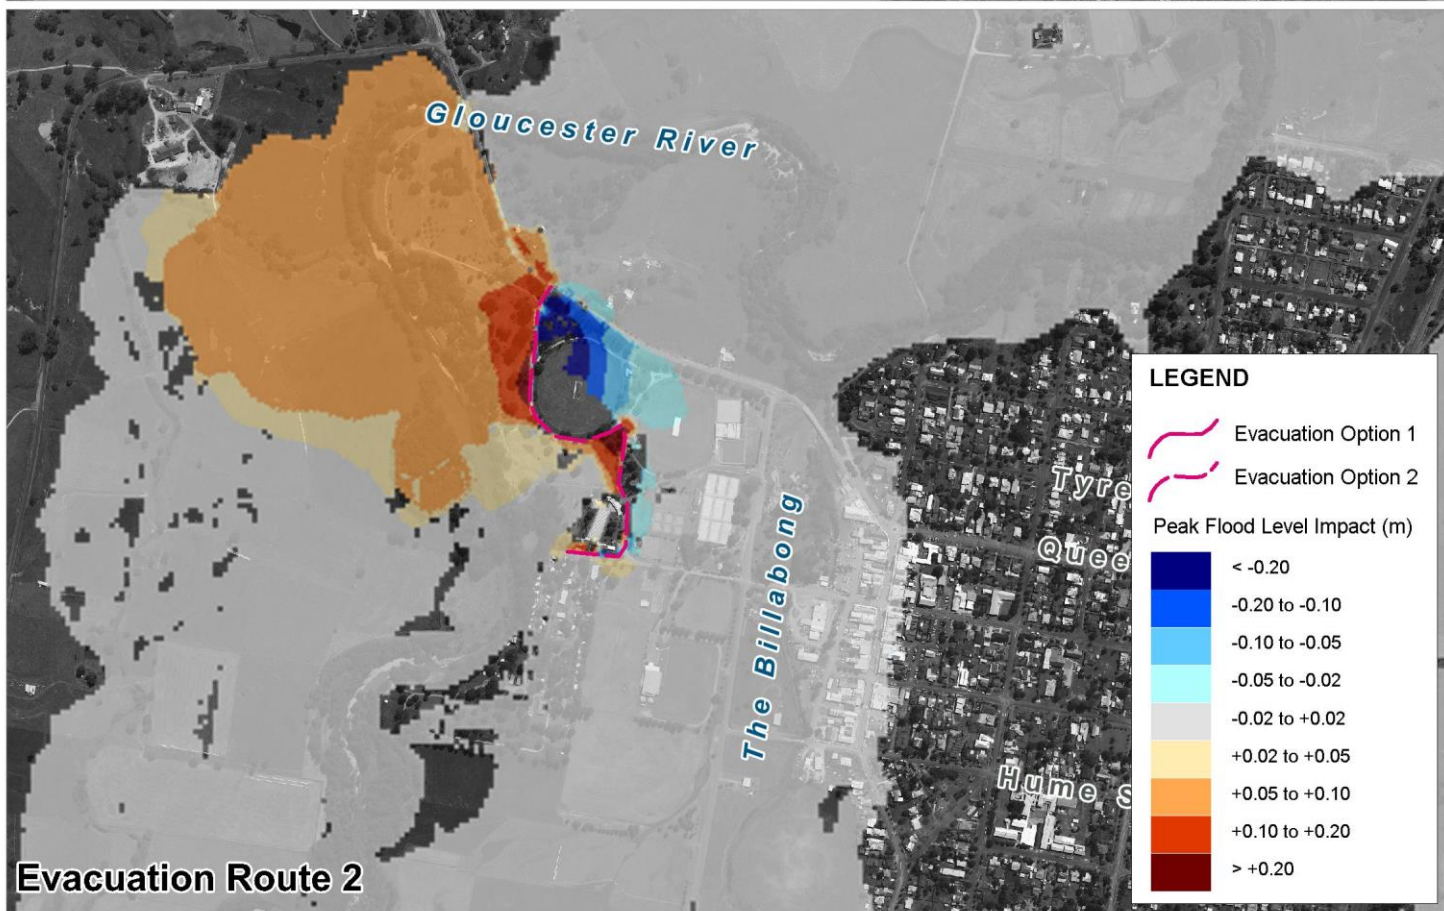 Gloucester River
LEGEND
Evacuation Option 1
Evacuation Option 2
Tyre
Peak Flood Level Impact (m)
Quee
< -0.20
-0.20 to -0.10
-0.10 to -0.05
-0.05 to -0.02
The Billabong
-0.02 to +0.02
+0.02 to +0.05
Hume S
+0.05 to +0.10
+0.10 to +0.20
> +0.20
Evacuation Route 2